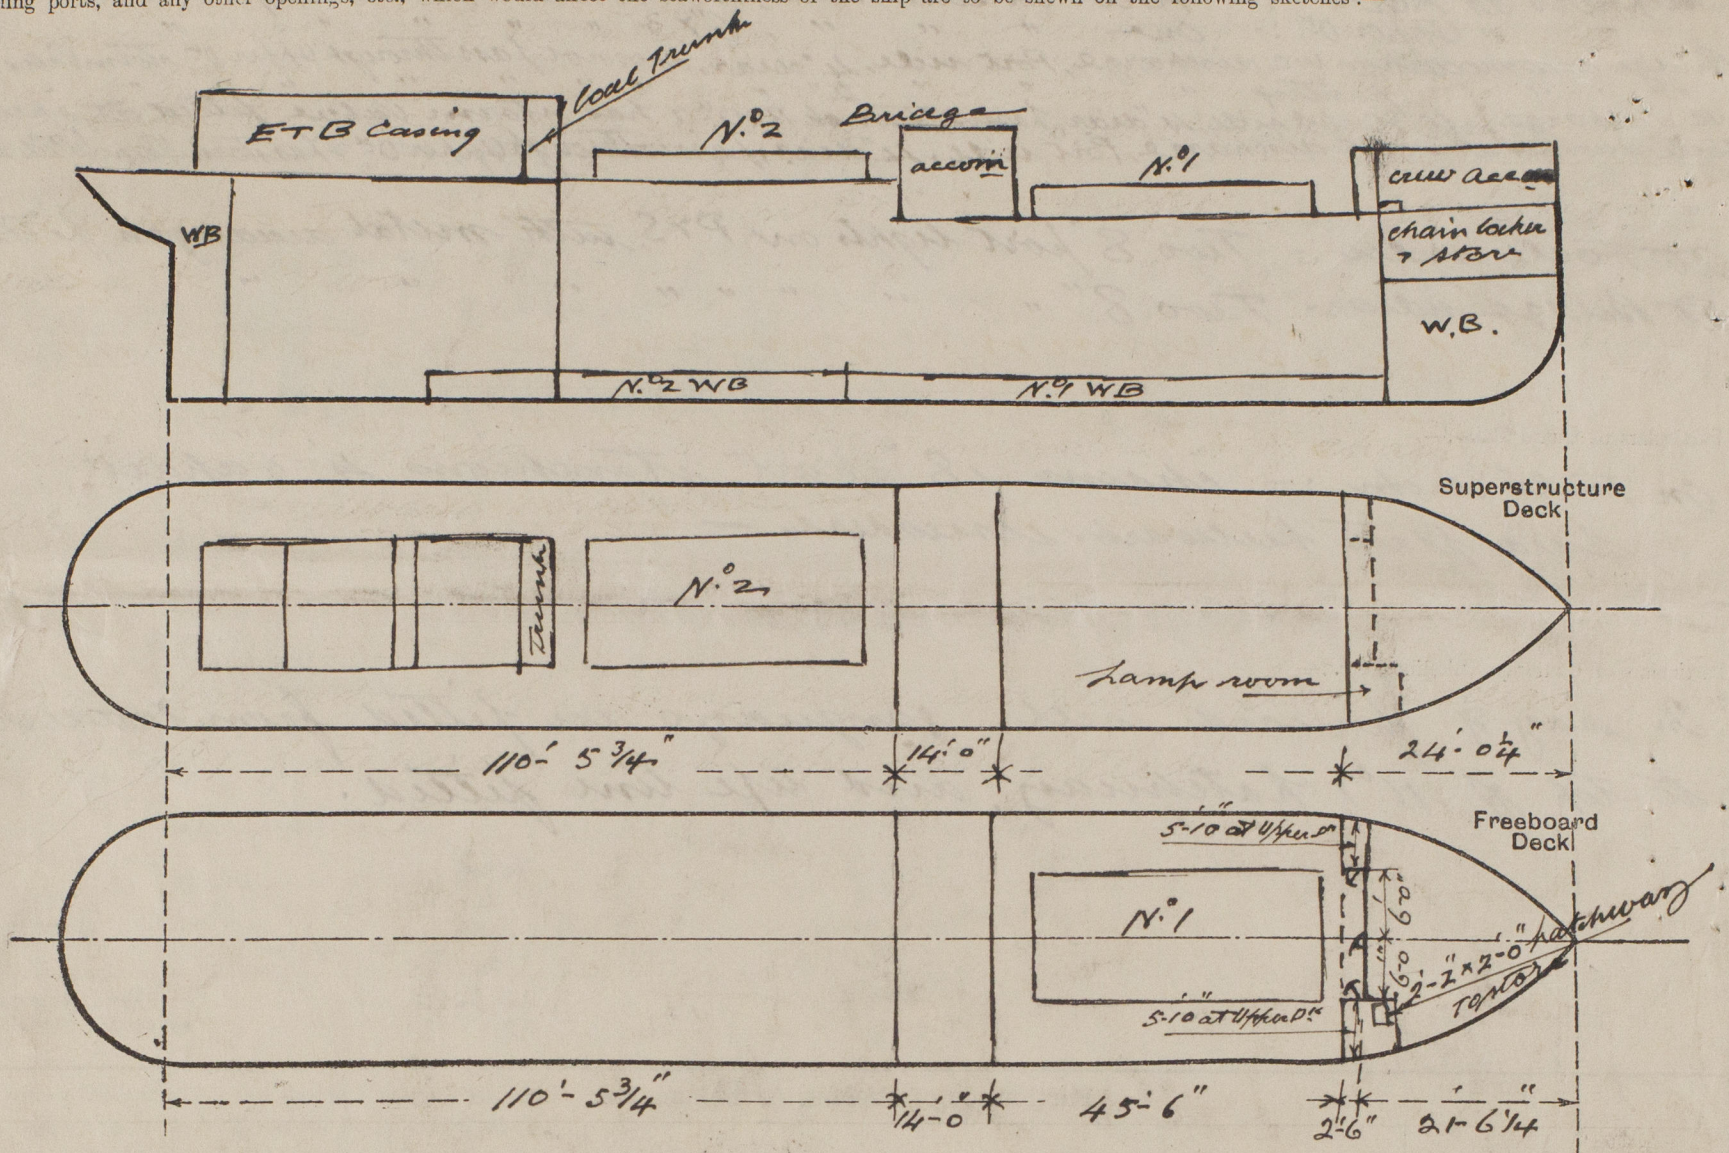 ing ports, and any other openings, etc., which would affect the seaworthiness of the ship are to be shewn on the following sketches:
Coal Trunk
E + B Casing
No. 2
Bridge
accom
No. 1
crew accom
WB
chain locker
& store
W.B.
No. 2 WB
No. 1 WB
Superstructure
Deck
Trunk
No. 2
Lamp room
110'- 5 3/4"
14'-0"
24'- 0 1/4"
5-10" at Upper Dk
Freeboard
Deck
No. 1
6'-0"
6'-0"
2'-2" x 2'-0" hatchway
To store
5'-10" at Upper Dk
110'- 5 3/4"
14'-0"
45'- 6"
2'-6"
21'- 6 1/4"